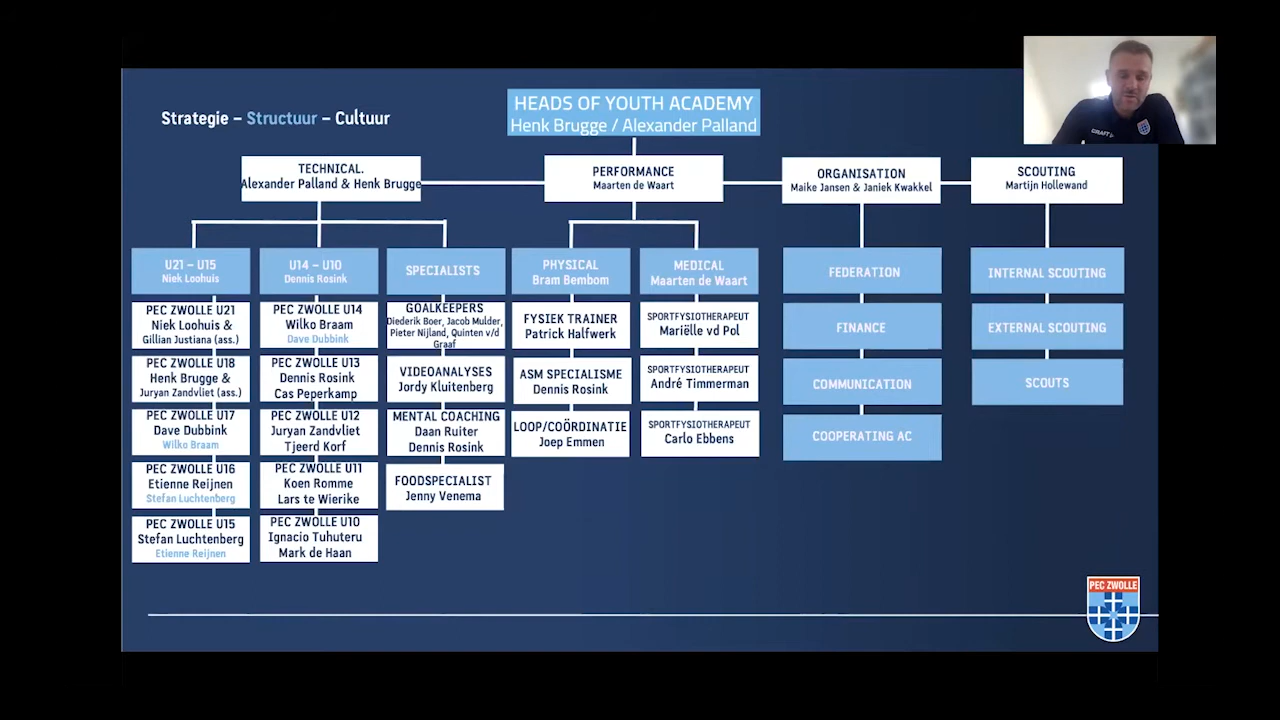 Strategie – Structuur – Cultuur
HEADS OF YOUTH ACADEMY
Henk Brugge / Alexander Palland
TECHNICAL.
Alexander Palland & Henk Brugge
PERFORMANCE
Maarten de Waart
ORGANISATION
Maike Jansen & Janiek Kwakkel
SCOUTING
Martijn Hollewand
U21 – U15
Niek Loohuis
PEC ZWOLLE U21
Niek Loohuis &
Gillian Justiana (ass.)
PEC ZWOLLE U18
Henk Brugge &
Juryan Zandvliet (ass.)
PEC ZWOLLE U17
Dave Dubbink
Wilko Braam
PEC ZWOLLE U16
Etienne Reijnen
Stefan Luchtenberg
PEC ZWOLLE U15
Stefan Luchtenberg
Etienne Reijnen
U14 – U10
Dennis Rosink
PEC ZWOLLE U14
Wilko Braam
Dave Dubbink
PEC ZWOLLE U13
Dennis Rosink
Cas Peperkamp
PEC ZWOLLE U12
Juryan Zandvliet
Tjeerd Korf
PEC ZWOLLE U11
Koen Romme
Lars te Wierike
PEC ZWOLLE U10
Ignacio Tuhuteru
Mark de Haan
SPECIALISTS
GOALKEEPERS
Diederik Boer, Jacob Mulder,
Pieter Nijland, Quinten v/d
Graaf
VIDEOANALYSES
Jordy Kluitenberg
MENTAL COACHING
Daan Ruiter
Dennis Rosink
FOODSPECIALIST
Jenny Venema
PHYSICAL
Bram Bembom
FYSIEK TRAINER
Patrick Halfwerk
ASM SPECIALISME
Dennis Rosink
LOOP/COÖRDINATIE
Joep Emmen
MEDICAL
Maarten de Waart
SPORTFYSIOTHERAPEUT
Mariëlle vd Pol
SPORTFYSIOTHERAPEUT
André Timmerman
SPORTFYSIOTHERAPEUT
Carlo Ebbens
FEDERATION
FINANCE
COMMUNICATION
COOPERATING AC
INTERNAL SCOUTING
EXTERNAL SCOUTING
SCOUTS
PEC ZWOLLE
CRAFT